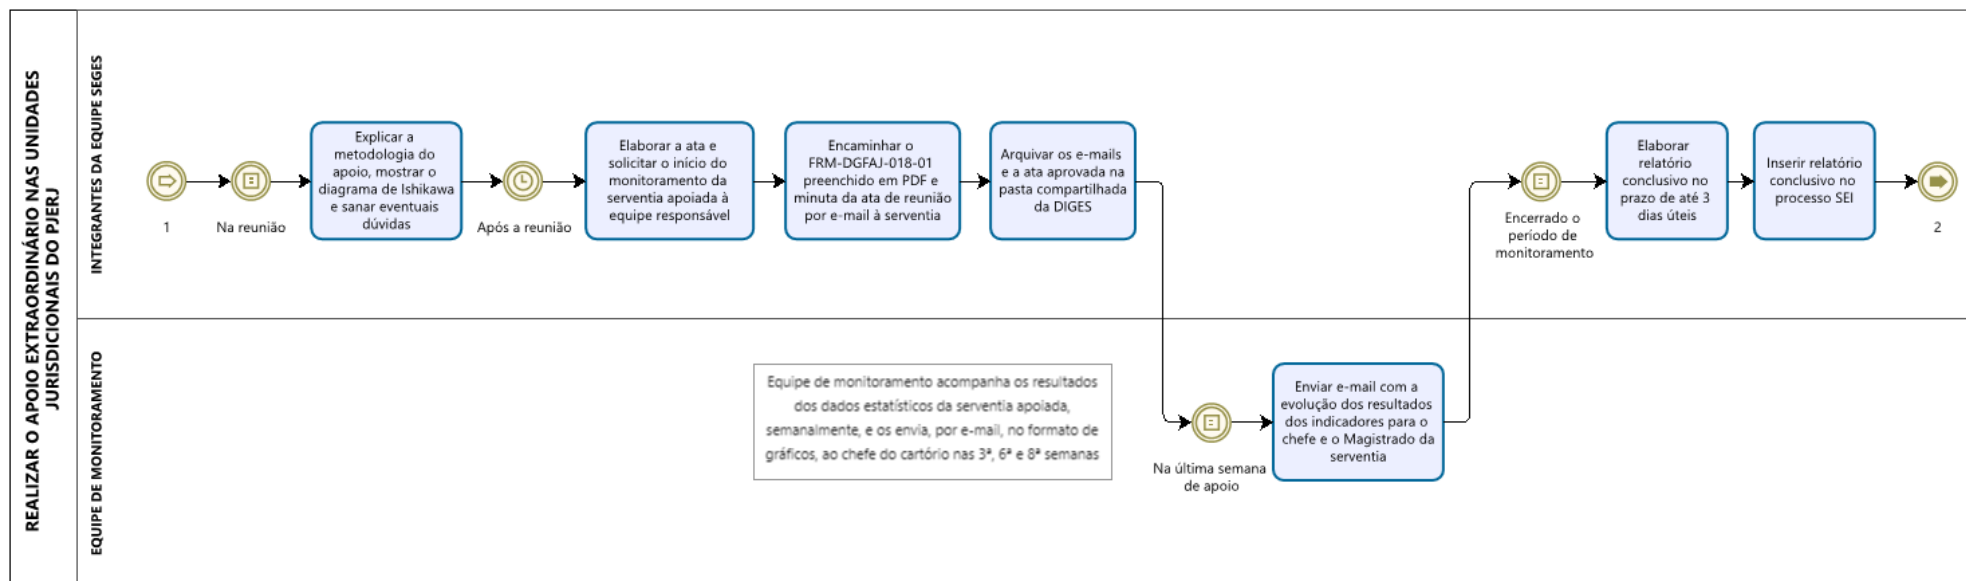 REALIZAR O APOIO EXTRAORDINÁRIO NAS UNIDADES
JURISDICIONAIS DO PJERJ
INTEGRANTES DA EQUIPE SEGES
1
Na reunião
Explicar a
metodologia do
apoio, mostrar o
diagrama de Ishikawa
e sanar eventuais
dúvidas
Após a reunião
Elaborar a ata e
solicitar o início do
monitoramento da
serventia apoiada à
equipe responsável
Encaminhar o
FRM-DGFAJ-018-01
preenchido em PDF e
minuta da ata de reunião
por e-mail à serventia
Arquivar os e-mails
e a ata aprovada na
pasta compartilhada
da DIGES
Encerrado o
período de
monitoramento
Elaborar
relatório
conclusivo no
prazo de até 3
dias úteis
Inserir relatório
conclusivo no
processo SEI
2
EQUIPE DE MONITORAMENTO
Equipe de monitoramento acompanha os resultados
dos dados estatísticos da serventia apoiada,
semanalmente, e os envia, por e-mail, no formato de
gráficos, ao chefe do cartório nas 3ª, 6ª e 8ª semanas
Na última semana
de apoio
Enviar e-mail com a
evolução dos resultados
dos indicadores para o
chefe e o Magistrado da
serventia